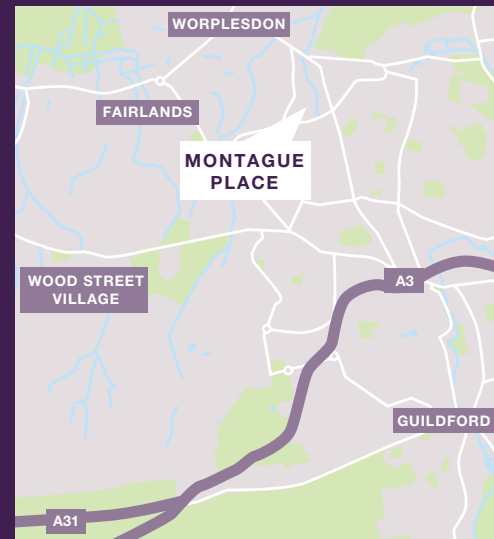 WORPLESDON
FAIRLANDS
MONTAGUE
PLACE
WOOD STREET
VILLAGE
A3
GUILDFORD
A31